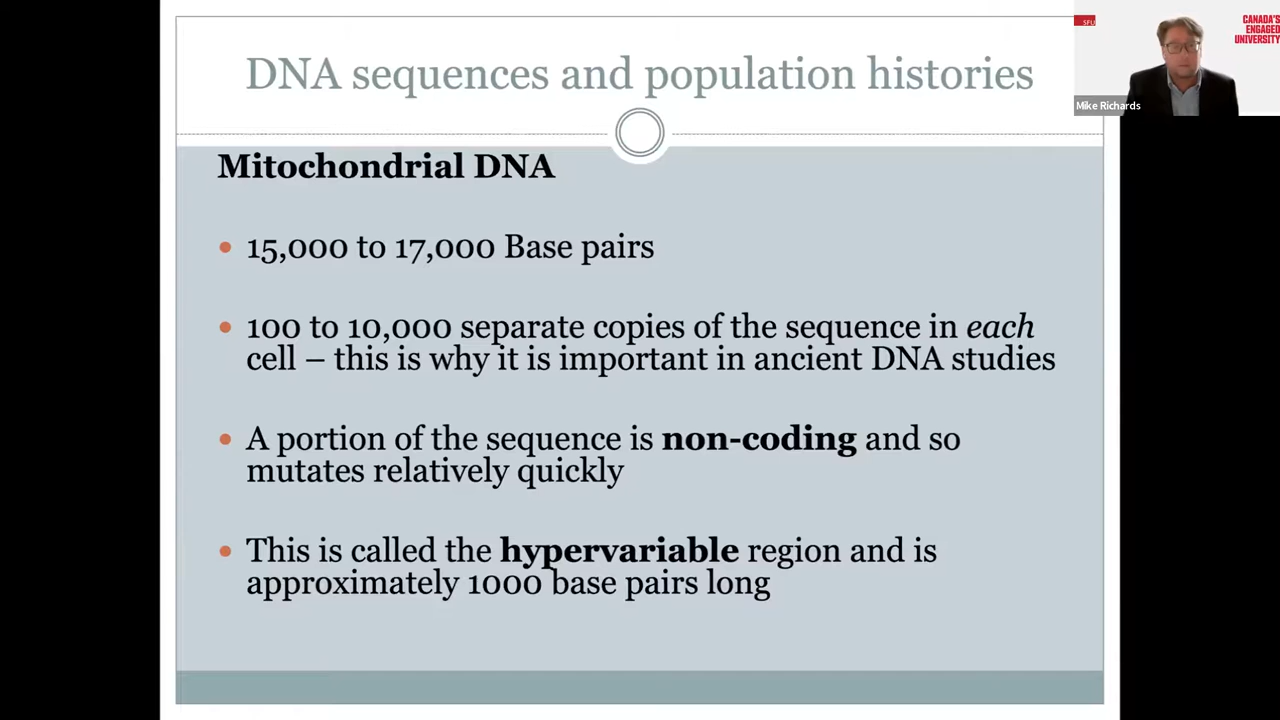 DNA sequences and population histories
SFU
CANADA'S
ENGAGED
UNIVERSITY
Mike Richards
Mitochondrial DNA
• 15,000 to 17,000 Base pairs
• 100 to 10,000 separate copies of the sequence in each
cell – this is why it is important in ancient DNA studies
• A portion of the sequence is non-coding and so
mutates relatively quickly
• This is called the hypervariable region and is
approximately 1000 base pairs long